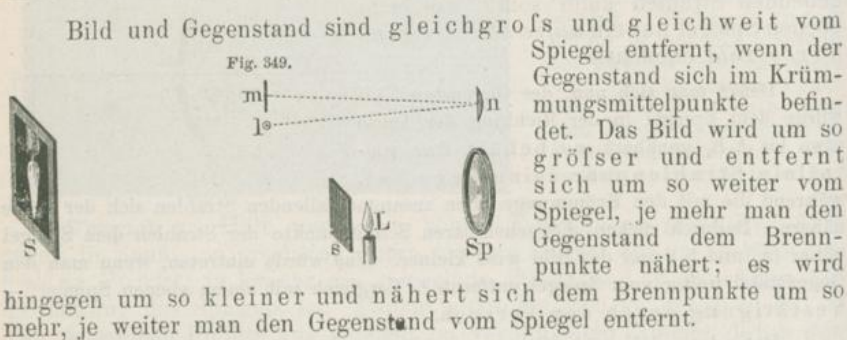 Bild und Gegenstand sind gleichgroſs und gleichweit vom
Fig. 349.
Spiegel entfernt, wenn der
Gegenstand sich im Krüm-
mungsmittelpunkte befin-
det. Das Bild wird um so
gröſser und entfernt
sich um so weiter vom
Spiegel, je mehr man den
Gegenstand dem Brenn-
punkte nähert; es wird
hingegen um so kleiner und nähert sich dem Brennpunkte um so
mehr, je weiter man den Gegenstand vom Spiegel entfernt.
m
n
l
S
s
L
Sp